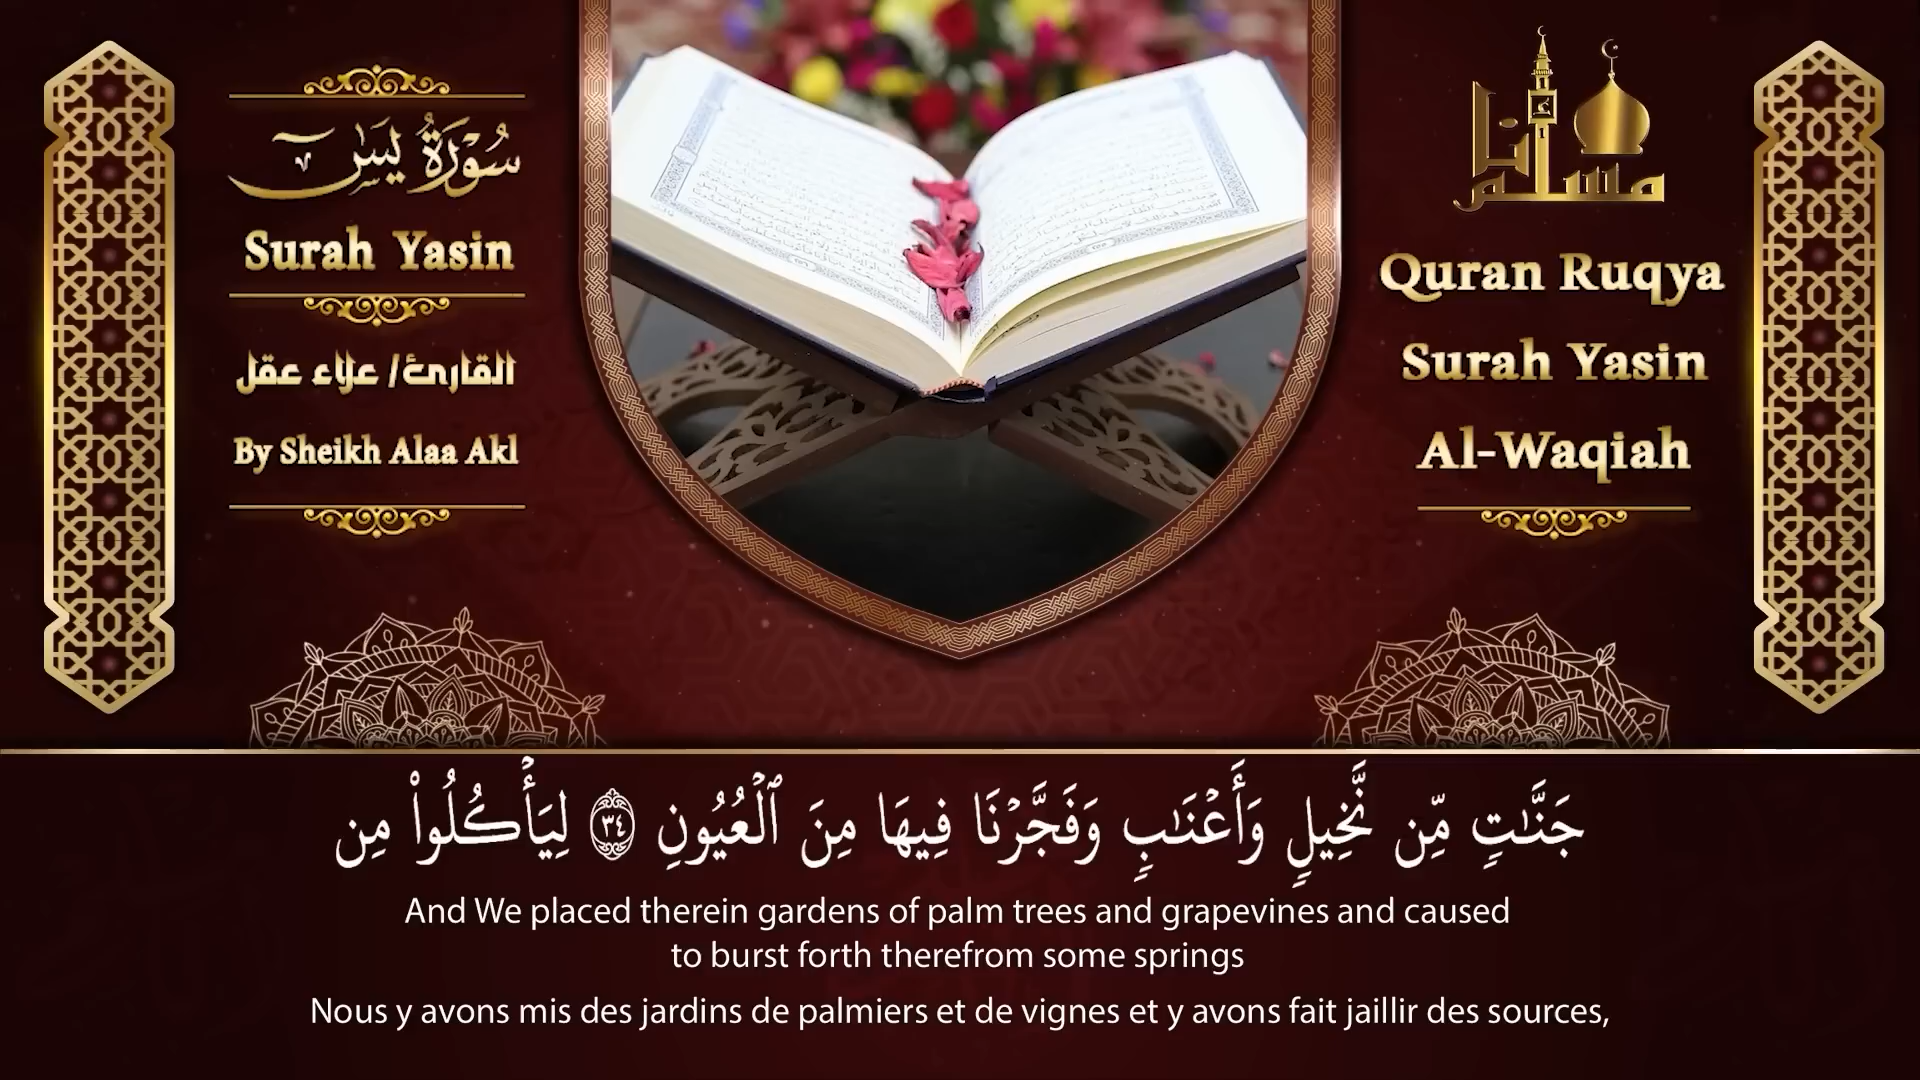 سُورَةُ يسٓ
Surah Yasin
القارئ/ علاء عقل
By Sheikh Alaa Akl
أنا
مسلم
Quran Ruqya
Surah Yasin
Al-Waqiah
جَنَّٰتٍ مِّن نَّخِيلٍ وَأَعْنَٰبٍ وَفَجَّرْنَا فِيهَا مِنَ ٱلْعُيُونِ ٣٤ لِيَأْكُلُوا۟ مِن
And We placed therein gardens of palm trees and grapevines and caused
to burst forth therefrom some springs
Nous y avons mis des jardins de palmiers et de vignes et y avons fait jaillir des sources,